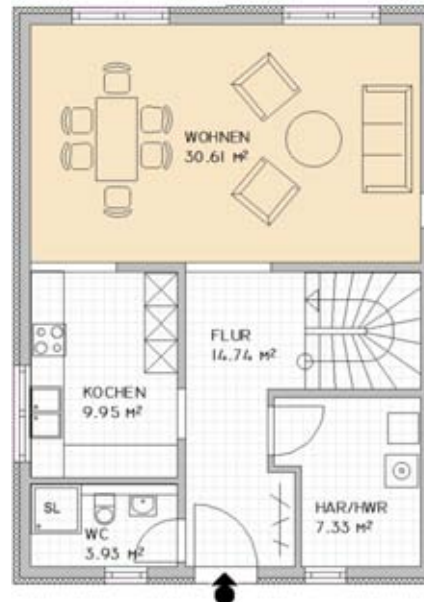 WOHNEN
30.61 M²
FLUR
14.74 M²
KOCHEN
9.95 M²
SL
WC
3.93 M²
HAR/HWR
7.33 M²